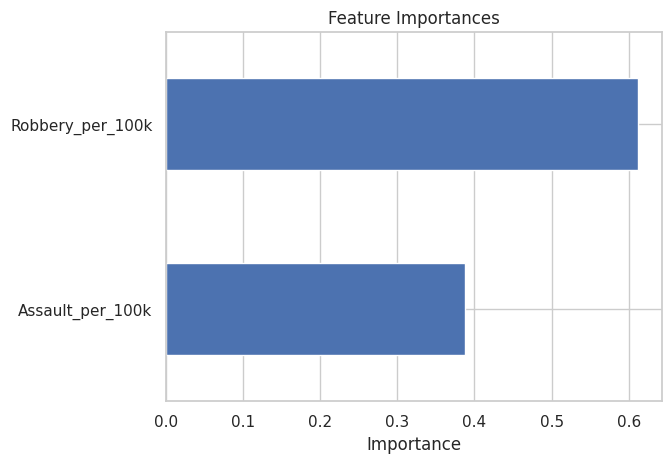 Feature Importances
Robbery_per_100k
Assault_per_100k
0.0 0.1 0.2 0.3 0.4 0.5 0.6
Importance